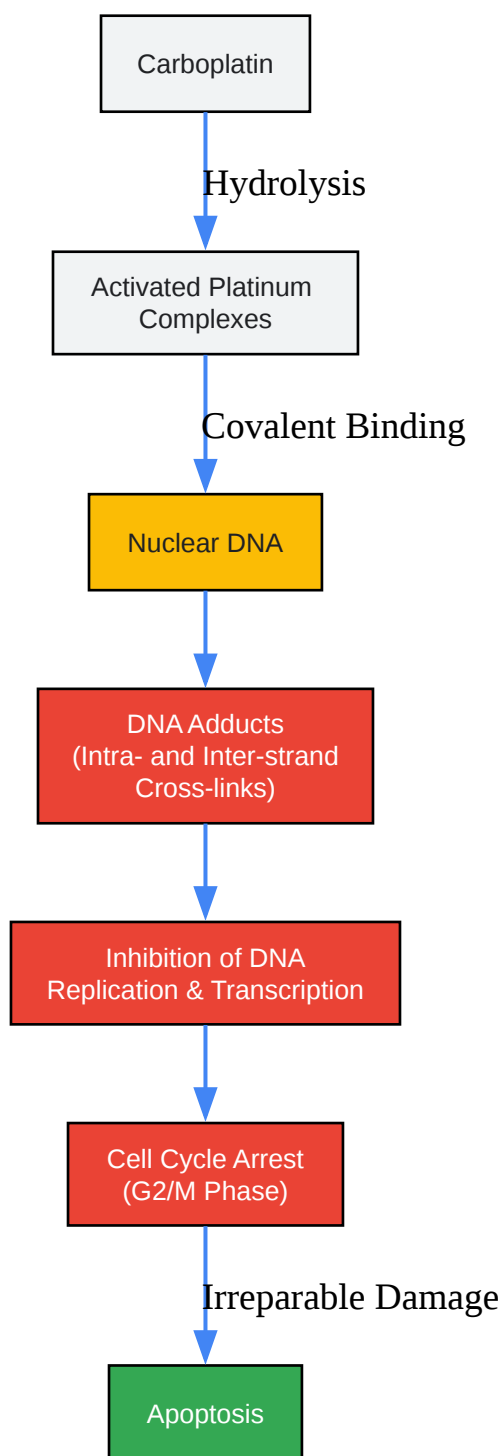 Carboplatin
Hydrolysis
Activated Platinum
Complexes
Covalent Binding
Nuclear DNA
DNA Adducts
(Intra- and Inter-strand
Cross-links)
Inhibition of DNA
Replication & Transcription
Cell Cycle Arrest
(G2/M Phase)
Irreparable Damage
Apoptosis